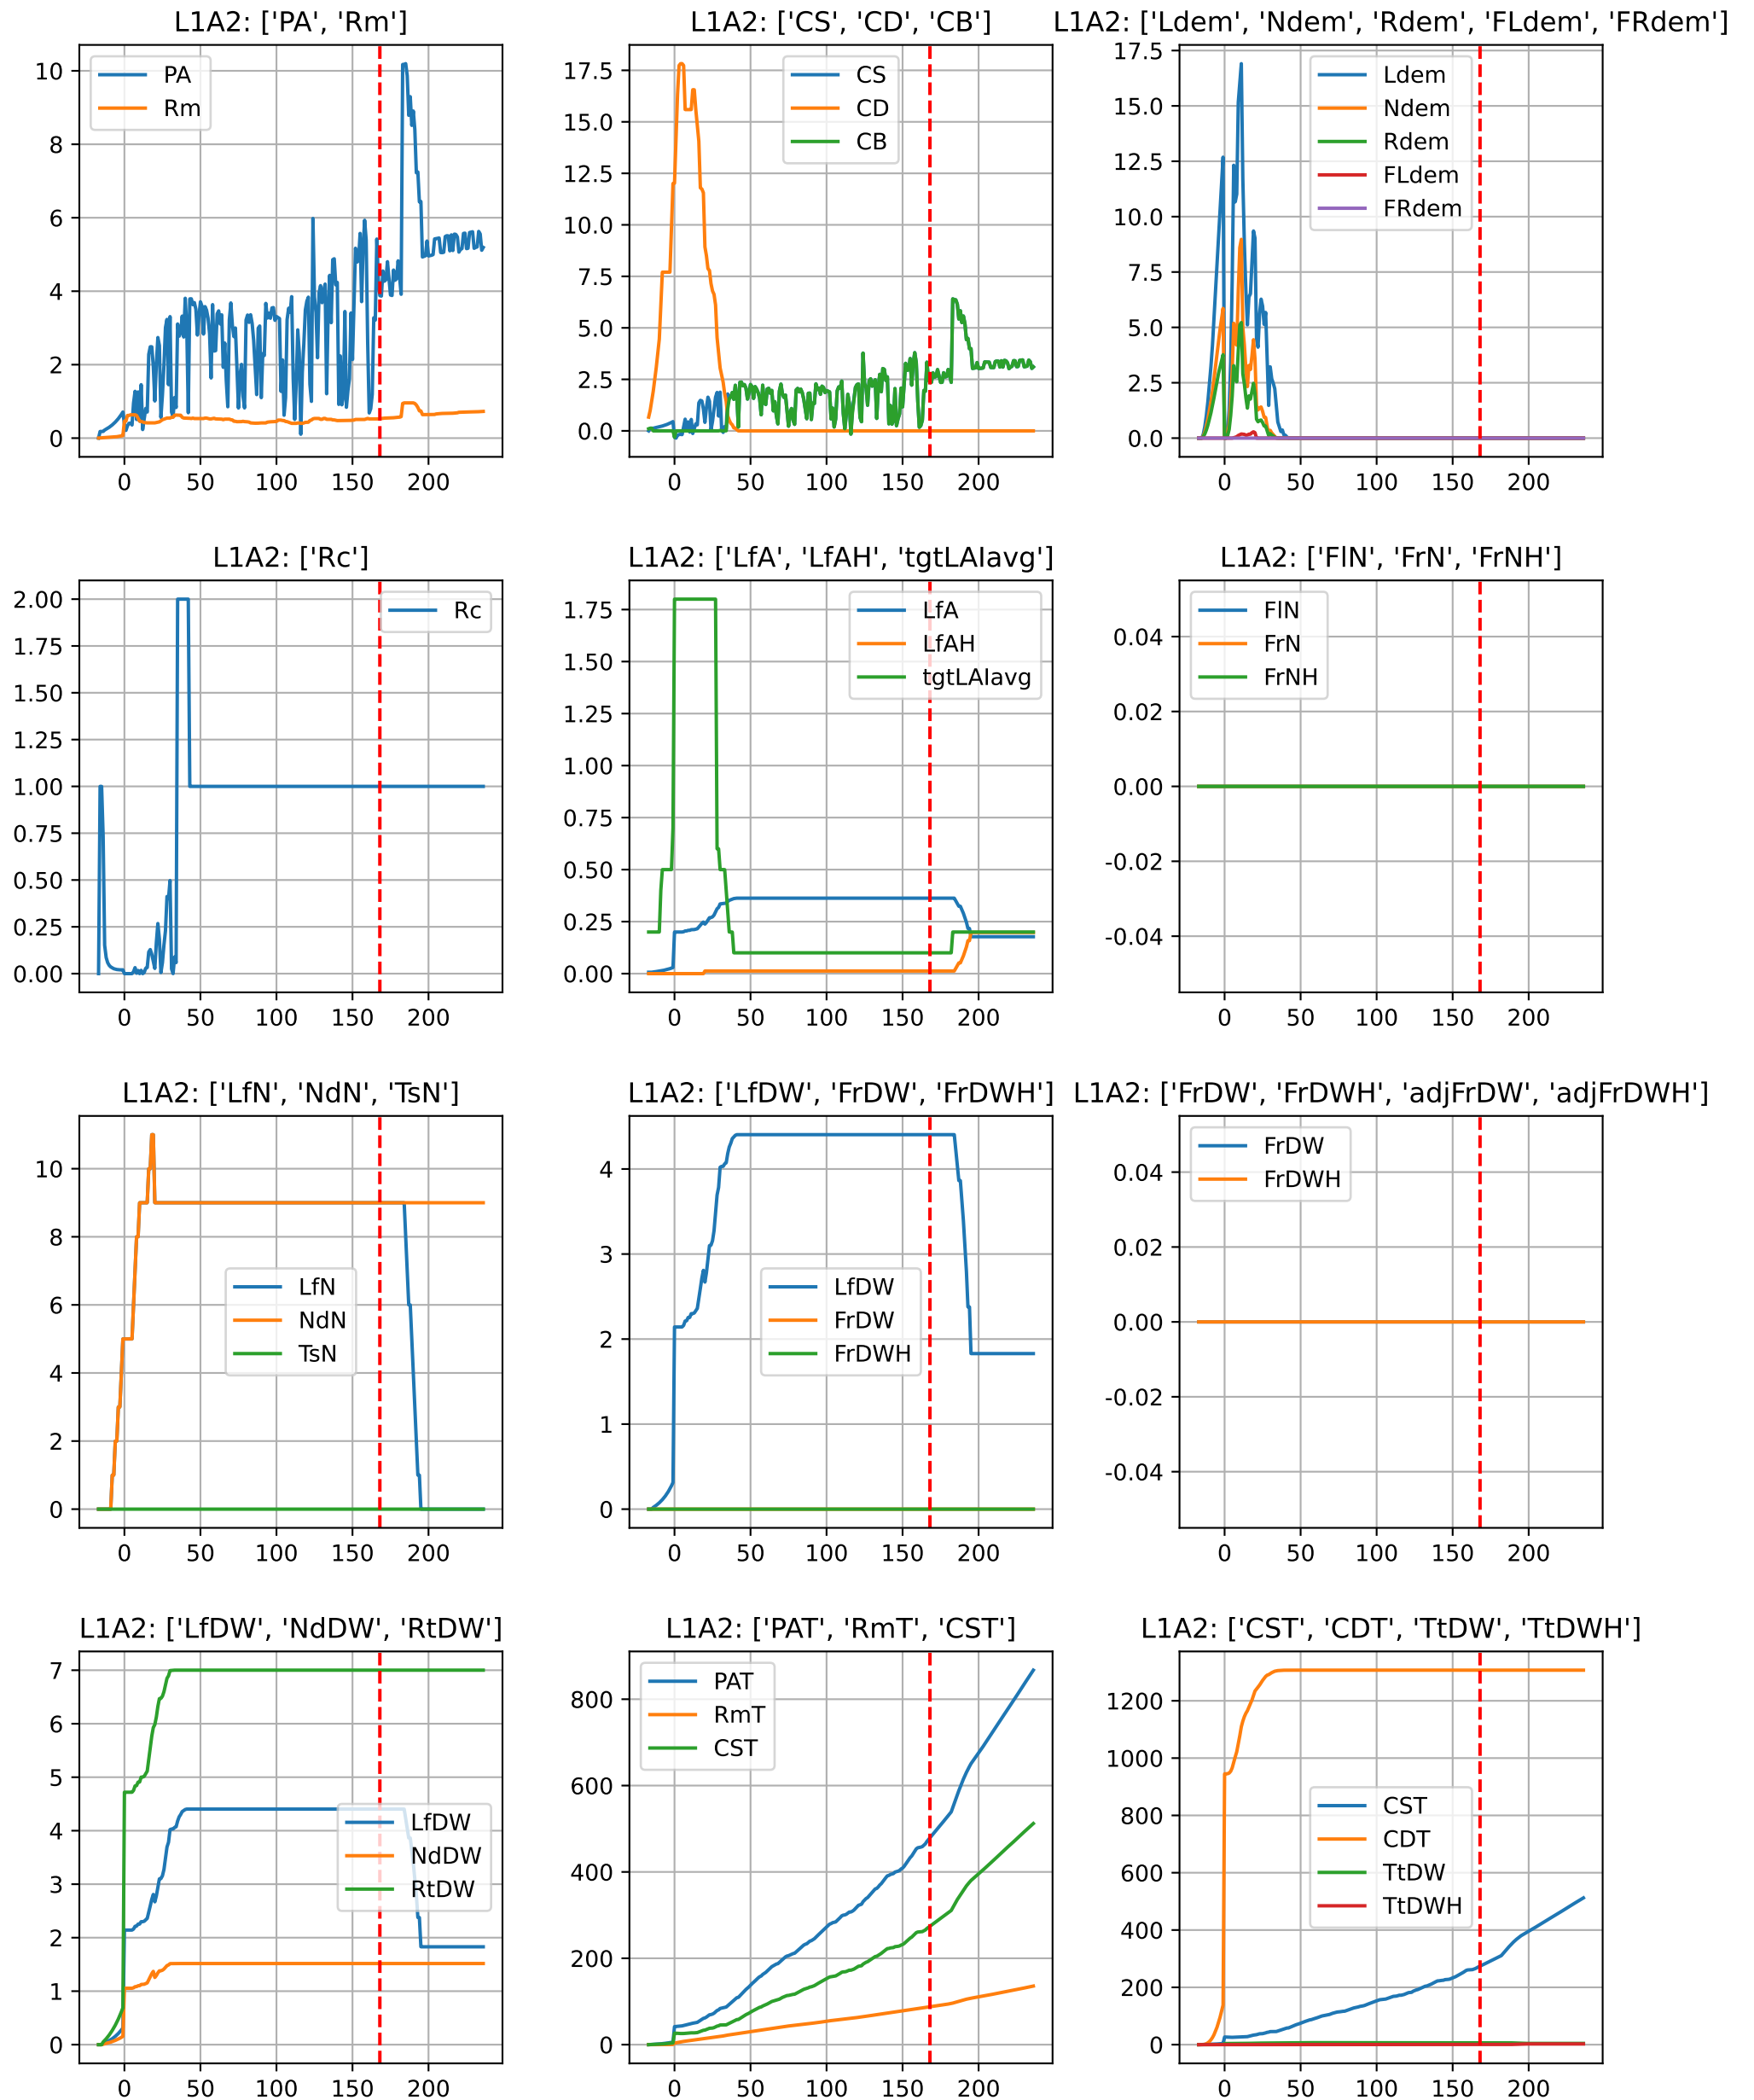 L1A2: ['PA', 'Rm']
PA
Rm
10
8
6
4
2
0
0 50 100 150 200
L1A2: ['CS', 'CD', 'CB']
CS
CD
CB
17.5
15.0
12.5
10.0
7.5
5.0
2.5
0.0
0 50 100 150 200
L1A2: ['Ldem', 'Ndem', 'Rdem', 'FLdem', 'FRdem']
Ldem
Ndem
Rdem
FLdem
FRdem
17.5
15.0
12.5
10.0
7.5
5.0
2.5
0.0
0 50 100 150 200
L1A2: ['Rc']
Rc
2.00
1.75
1.50
1.25
1.00
0.75
0.50
0.25
0.00
0 50 100 150 200
L1A2: ['LfA', 'LfAH', 'tgtLAIavg']
LfA
LfAH
tgtLAIavg
1.75
1.50
1.25
1.00
0.75
0.50
0.25
0.00
0 50 100 150 200
L1A2: ['FlN', 'FrN', 'FrNH']
FlN
FrN
FrNH
0.04
0.02
0.00
-0.02
-0.04
0 50 100 150 200
L1A2: ['LfN', 'NdN', 'TsN']
LfN
NdN
TsN
10
8
6
4
2
0
0 50 100 150 200
L1A2: ['LfDW', 'FrDW', 'FrDWH']
LfDW
FrDW
FrDWH
4
3
2
1
0
0 50 100 150 200
L1A2: ['FrDW', 'FrDWH', 'adjFrDW', 'adjFrDWH']
FrDW
FrDWH
0.04
0.02
0.00
-0.02
-0.04
0 50 100 150 200
L1A2: ['LfDW', 'NdDW', 'RtDW']
LfDW
NdDW
RtDW
7
6
5
4
3
2
1
0
0 50 100 150 200
L1A2: ['PAT', 'RmT', 'CST']
PAT
RmT
CST
800
600
400
200
0
0 50 100 150 200
L1A2: ['CST', 'CDT', 'TtDW', 'TtDWH']
CST
CDT
TtDW
TtDWH
1200
1000
800
600
400
200
0
0 50 100 150 200